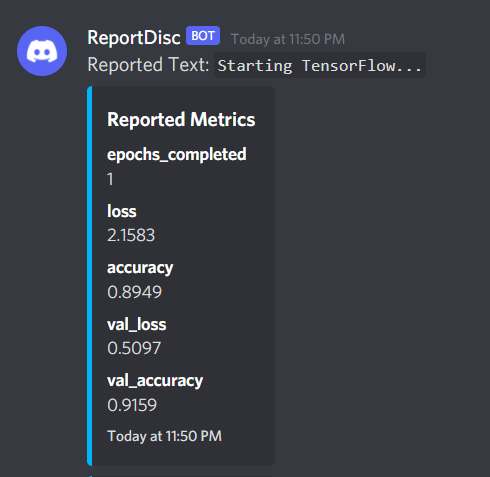 ReportDisc BOT Today at 11:50 PM
Reported Text: Starting TensorFlow...
Reported Metrics
epochs_completed
1
loss
2.1583
accuracy
0.8949
val_loss
0.5097
val_accuracy
0.9159
Today at 11:50 PM